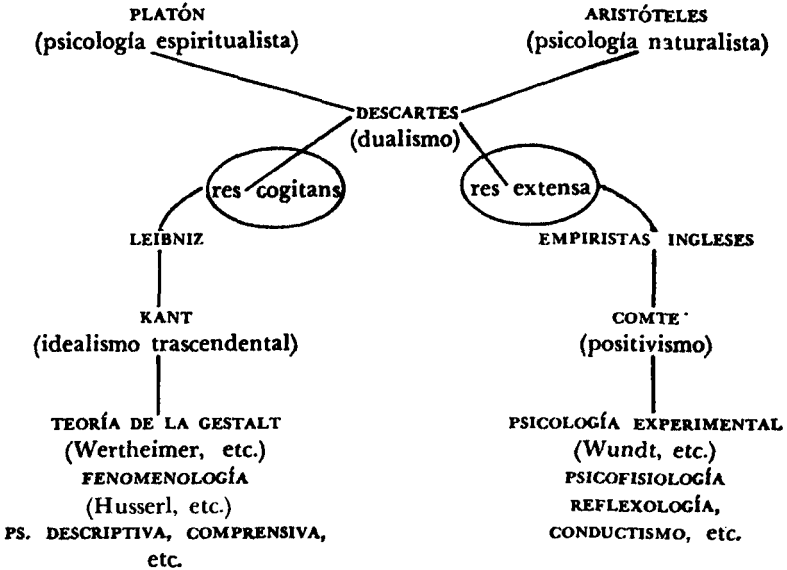 PLATÓN
(psicología espiritualista)
ARISTÓTELES
(psicología naturalista)
DESCARTES
(dualismo)
res cogitans
res extensa
LEIBNIZ
EMPIRISTAS INGLESES
KANT
(idealismo trascendental)
COMTE
(positivismo)
TEORÍA DE LA GESTALT
(Wertheimer, etc.)
FENOMENOLOGÍA
(Husserl, etc.)
PS. DESCRIPTIVA, COMPRENSIVA,
etc.
PSICOLOGÍA EXPERIMENTAL
(Wundt, etc.)
PSICOFISIOLOGÍA
REFLEXOLOGÍA,
CONDUCTISMO, etc.